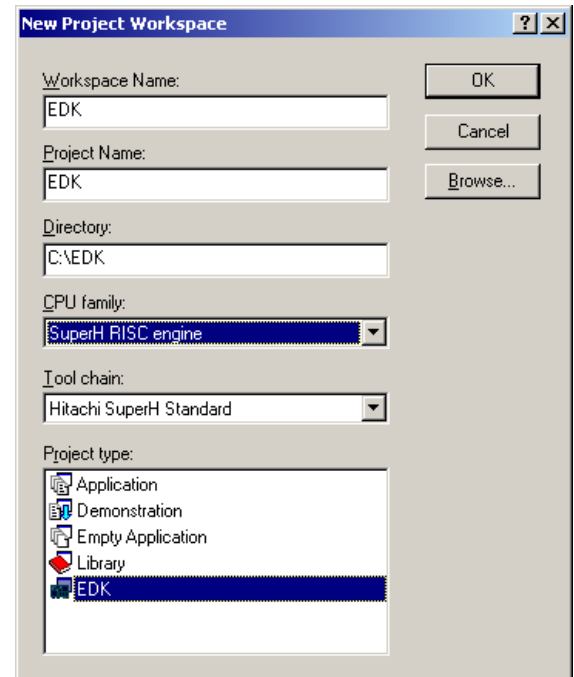 New Project Workspace
Workspace Name:
OK
EDK
Cancel
Project Name:
EDK
Browse...
Directory:
C:\EDK
CPU family:
SuperH RISC engine
Tool chain:
Hitachi SuperH Standard
Project type:
Application
Demonstration
Empty Application
Library
EDK